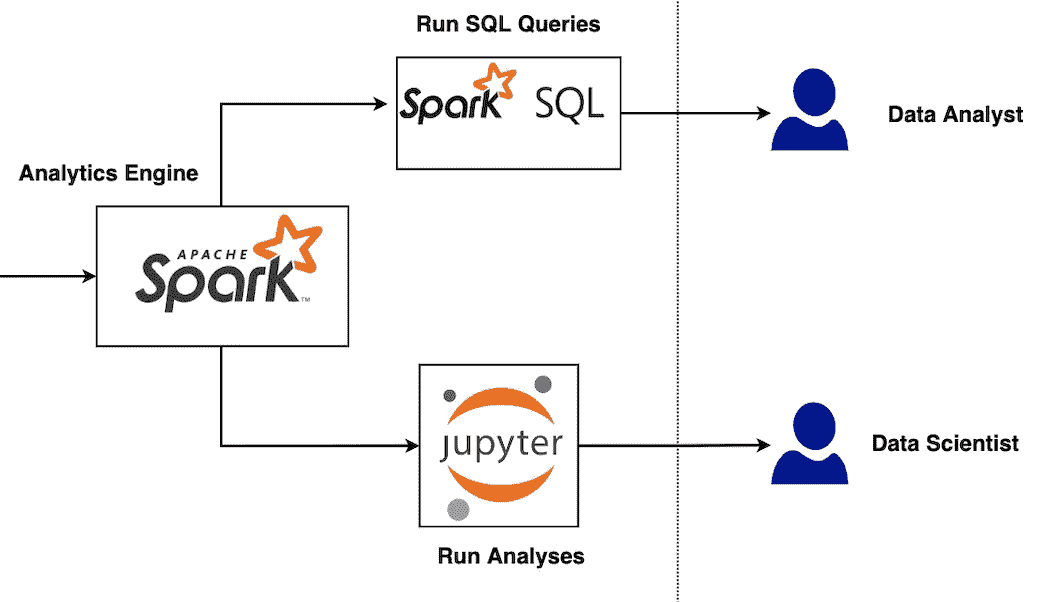 Run SQL Queries
Spark SQL
Data Analyst
Analytics Engine
APACHE
Spark™
jupyter
Data Scientist
Run Analyses